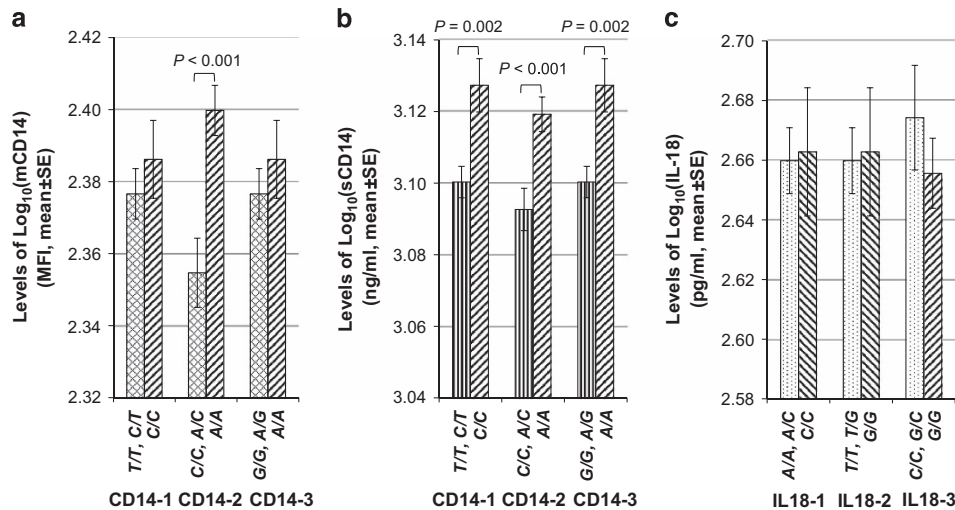 a
Levels of Log10(mCD14)
(MFI, mean±SE)
2.42
2.40
2.38
2.36
2.34
2.32
P < 0.001
T/T, C/T
C/C
C/C, A/C
A/A
G/G, A/G
A/A
CD14-1 CD14-2 CD14-3
b
Levels of Log10(sCD14)
(ng/ml, mean±SE)
3.14
3.12
3.10
3.08
3.06
3.04
P = 0.002
P < 0.001
P = 0.002
T/T, C/T
C/C
C/C, A/C
A/A
G/G, A/G
A/A
CD14-1 CD14-2 CD14-3
c
Levels of Log10(IL-18)
(pg/ml, mean±SE)
2.70
2.68
2.66
2.64
2.62
2.60
2.58
A/A, A/C
C/C
T/T, T/G
G/G
C/C, G/C
G/G
IL18-1 IL18-2 IL18-3